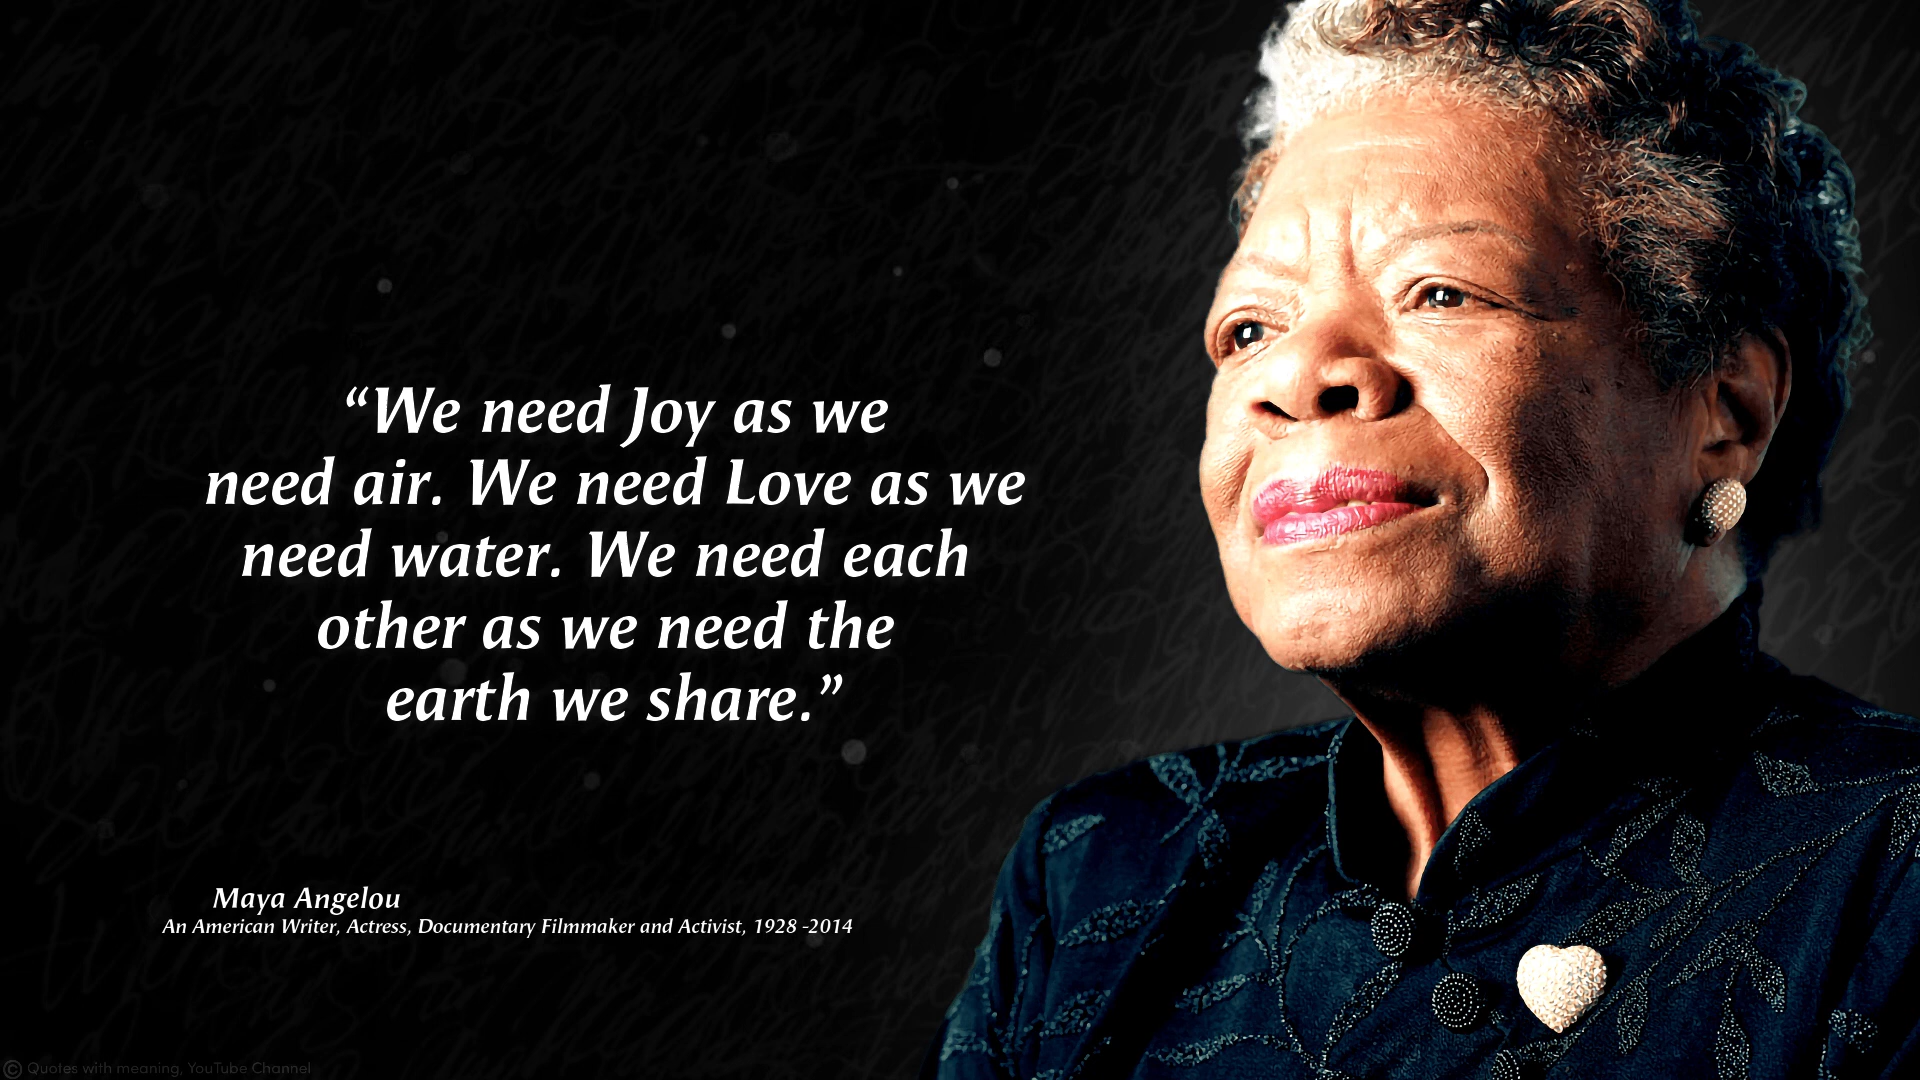 “We need Joy as we
need air. We need Love as we
need water. We need each
other as we need the
earth we share.”
Maya Angelou
An American Writer, Actress, Documentary Filmmaker and Activist, 1928 -2014
© Quotes with meaning, YouTube Channel